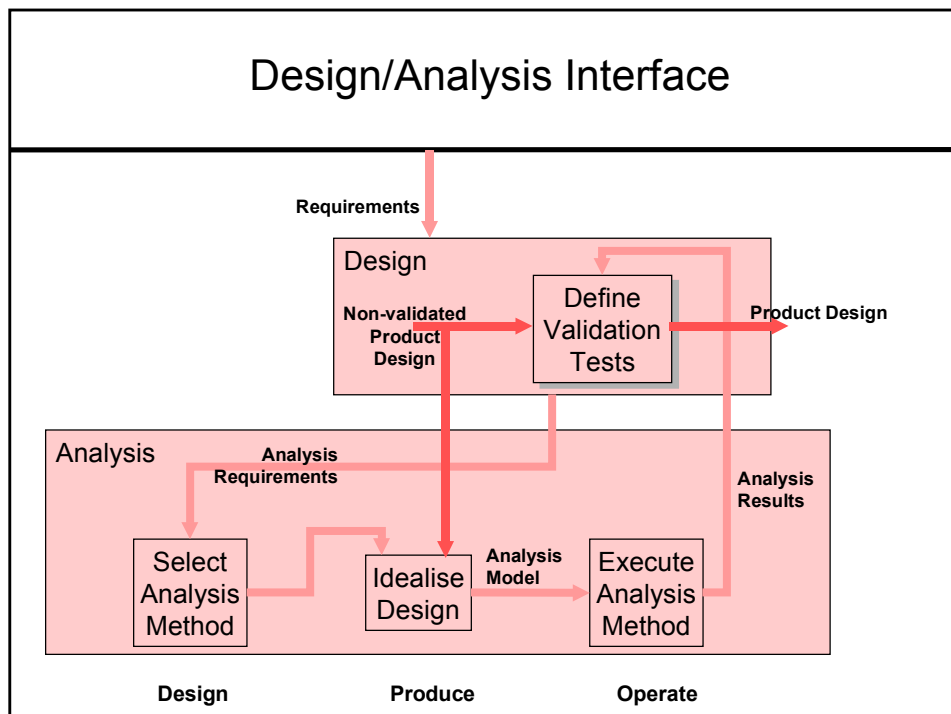 Design/Analysis Interface
Requirements
Design
Non-validated
Product
Design
Define
Validation
Tests
Product Design
Analysis
Analysis
Requirements
Analysis
Results
Select
Analysis
Method
Idealise
Design
Analysis
Model
Execute
Analysis
Method
Design
Produce
Operate